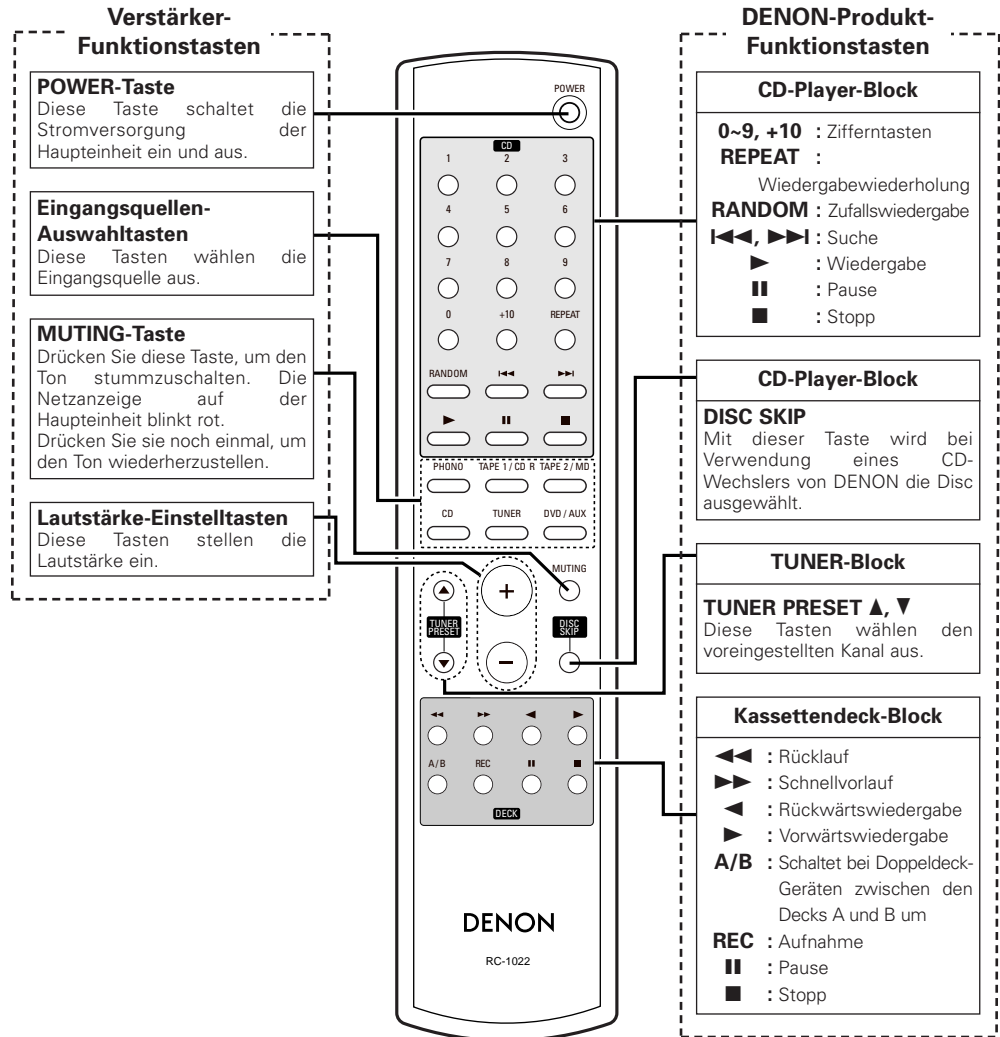 Verstärker-
Funktionstasten
POWER-Taste
Diese Taste schaltet die
Stromversorgung der
Haupteinheit ein und aus.
Eingangsquellen-
Auswahltasten
Diese Tasten wählen die
Eingangsquelle aus.
MUTING-Taste
Drücken Sie diese Taste, um den
Ton stummzuschalten. Die
Netzanzeige auf der
Haupteinheit blinkt rot.
Drücken Sie sie noch einmal, um
den Ton wiederherzustellen.
Lautstärke-Einstelltasten
Diese Tasten stellen die
Lautstärke ein.
POWER
CD
1 2 3
4 5 6
7 8 9
0 +10 REPEAT
RANDOM I◄◄ ►►I
► II ■
PHONO TAPE 1 / CD R TAPE 2 / MD
CD TUNER DVD / AUX
MUTING
+
▲
TUNER
PRESET
DISC
SKIP
▼
−
◄◄ ►► ◄ ►
A / B REC II ■
DECK
DENON
RC-1022
DENON-Produkt-
Funktionstasten
CD-Player-Block
0~9, +10 : Zifferntasten
REPEAT :
Wiedergabewiederholung
RANDOM : Zufallswiedergabe
I◄◄, ►►I : Suche
► : Wiedergabe
II : Pause
■ : Stopp
CD-Player-Block
DISC SKIP
Mit dieser Taste wird bei
Verwendung eines CD-
Wechslers von DENON die Disc
ausgewählt.
TUNER-Block
TUNER PRESET ▲, ▼
Diese Tasten wählen den
voreingestellten Kanal aus.
Kassettendeck-Block
◄◄ : Rücklauf
►► : Schnellvorlauf
◄ : Rückwärtswiedergabe
► : Vorwärtswiedergabe
A/B : Schaltet bei Doppeldeck-
Geräten zwischen den
Decks A und B um
REC : Aufnahme
II : Pause
■ : Stopp